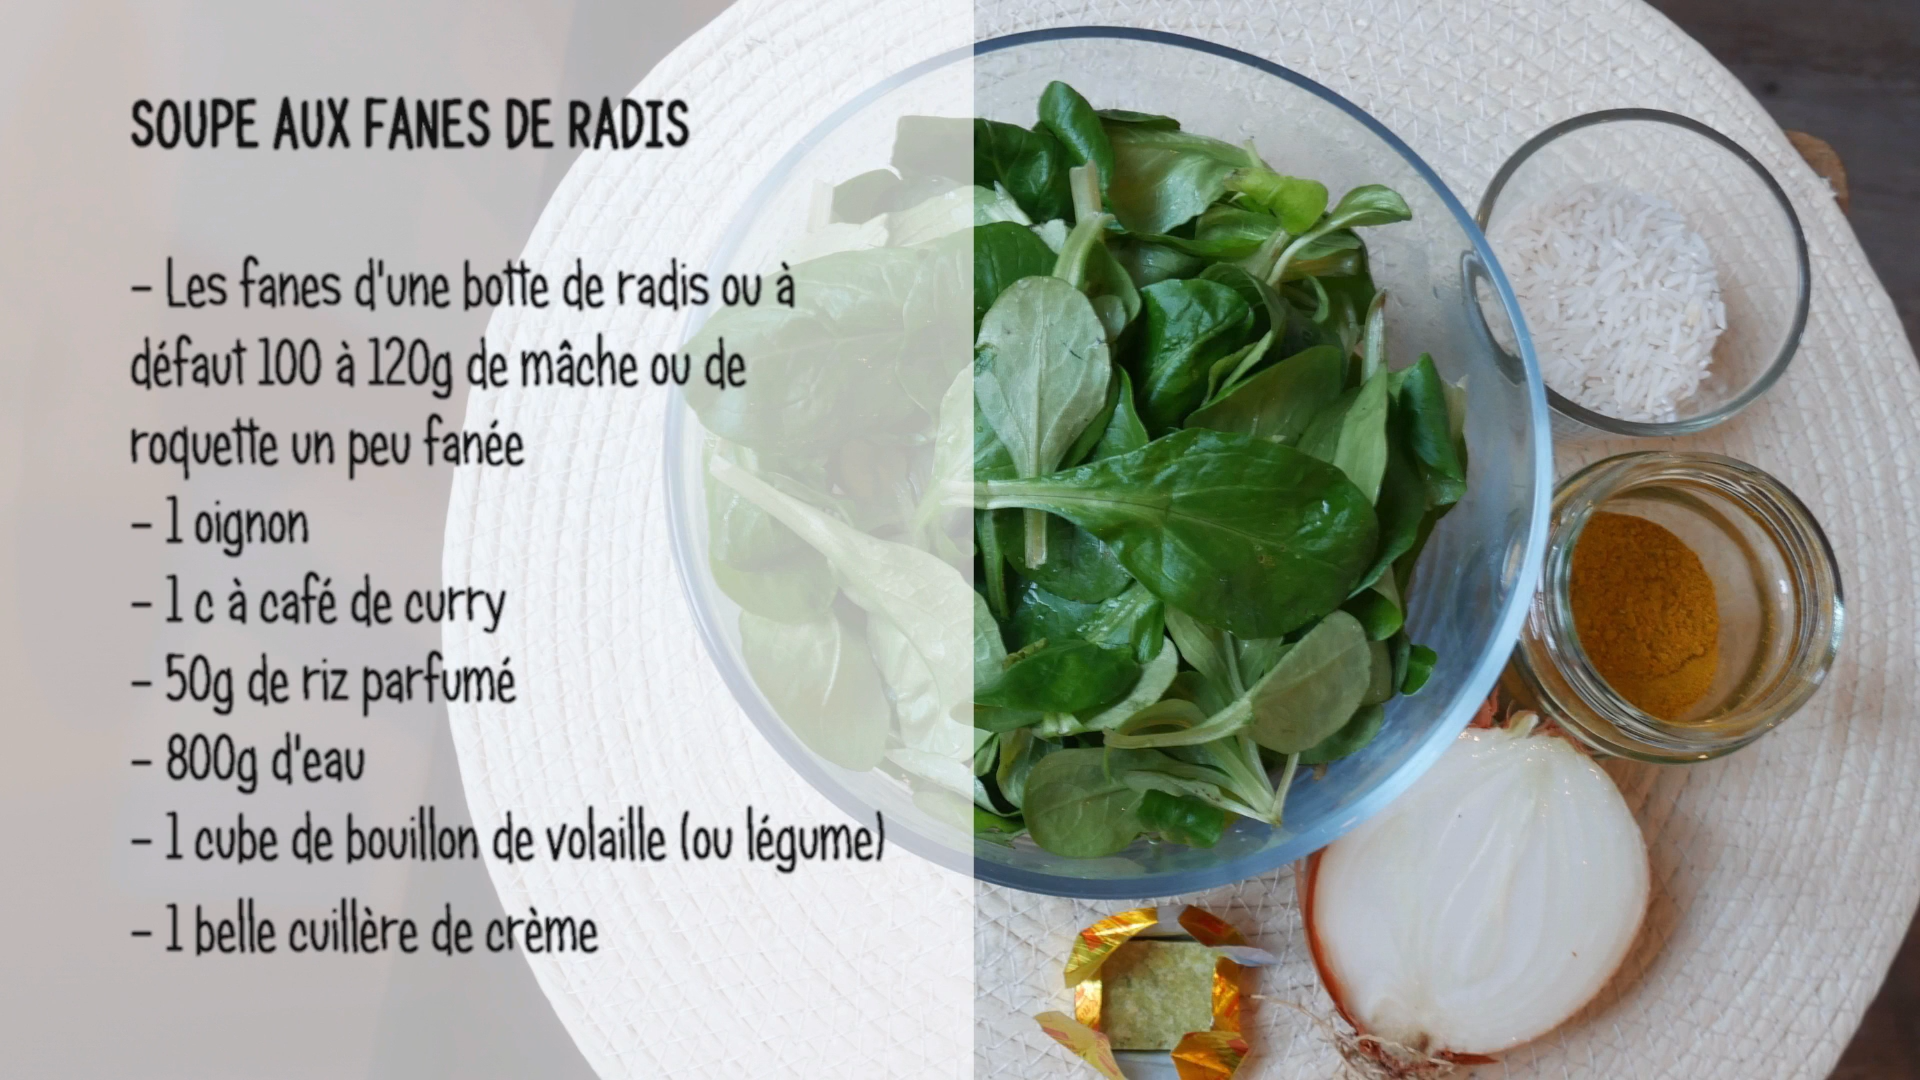 SOUPE AUX FANES DE RADIS
– Les fanes d'une botte de radis ou à
défaut 100 à 120g de mâche ou de
roquette un peu fanée
– 1 oignon
– 1 c à café de curry
– 50g de riz parfumé
– 800g d'eau
– 1 cube de bouillon de volaille (ou légume)
– 1 belle cuillère de crème